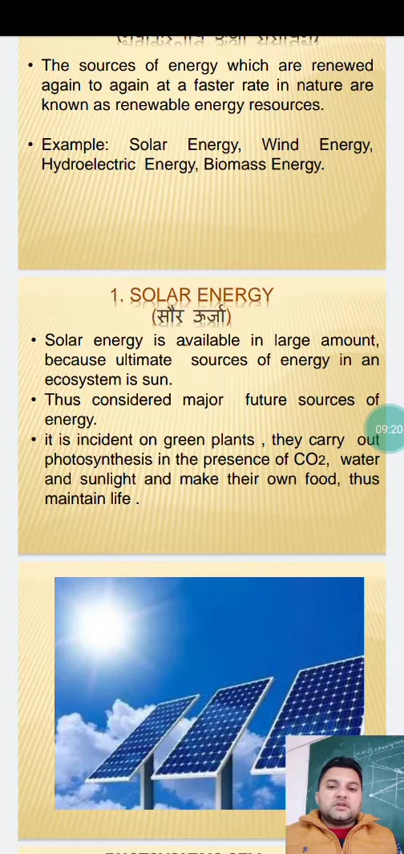 • The sources of energy which are renewed
again to again at a faster rate in nature are
known as renewable energy resources.
• Example: Solar Energy, Wind Energy,
Hydroelectric Energy, Biomass Energy.
1. SOLAR ENERGY
(सौर ऊर्जा)
• Solar energy is available in large amount,
because ultimate sources of energy in an
ecosystem is sun.
• Thus considered major future sources of
energy.
• it is incident on green plants , they carry out
photosynthesis in the presence of CO2, water
and sunlight and make their own food, thus
maintain life .
09:20